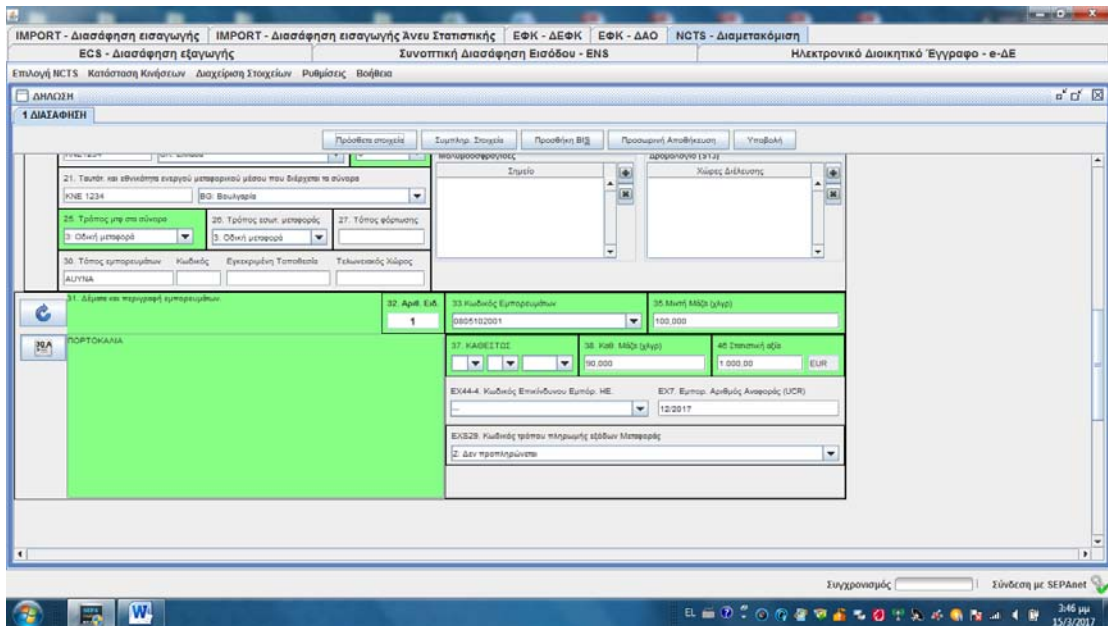 IMPORT - Διασάφηση εισαγωγής IMPORT - Διασάφηση εισαγωγής Άνευ Στατιστικής ΕΦΚ - ΔΕΦΚ ΕΦΚ - ΔΑΟ NCTS - Διαμετακόμιση
ECS - Διασάφηση εξαγωγής Συνοπτική Διασάφηση Εισόδου - ENS Ηλεκτρονικό Διοικητικό Έγγραφο - e-ΔΕ
Επιλογή NCTS Κατάσταση Κινήσεων Διαχείριση Στοιχείων Ρυθμίσεις Βοήθεια
ΔΗΛΩΣΗ
1 ΔΙΑΣΑΦΗΣΗ
Πρόσθετα στοιχεία Συμπληρ. Στοιχεία Προσθήκη BIS Προσωρινή Αποθήκευση Υποβολή
Σημείο Χώρες Διέλευσης
21. Ταυτότ. και εθνικότητα ενεργού μεταφορικού μέσου που διέρχεται τα σύνορα
KNE 1234 BG: Βουλγαρία
25. Τρόπος μτφ στα σύνορα 26. Τρόπος εσωτ. μεταφοράς 27. Τόπος φόρτωσης
3: Οδική μεταφορά 3: Οδική μεταφορά
30. Τόπος εμπορευμάτων Κωδικός Εγκεκριμένη Τοποθεσία Τελωνειακός Χώρος
ΑΘΥΝΑ
31. Δέματα και περιγραφή εμπορευμάτων 32. Αριθ. Ειδ. 33.Κωδικός Εμπορευμάτων 35.Μικτή Μάζα (χλγρ)
1 0805102001 100,000
ΠΟΡΤΟΚΑΛΙΑ 37. ΚΑΘΕΣΤΩΣ 38. Καθ. Μάζα (χλγρ) 46 Στατιστική αξία
90,000 1.000,00 EUR
EX44-4. Κωδικός Επικίνδυνου Εμπόρ. ΗΕ. EX7. Εμπορ. Αριθμός Αναφοράς (UCR)
--- 12/2017
EXS29. Κωδικός τρόπου πληρωμής εξόδων Μεταφοράς
Z: Δεν προπληρώνεται
Συγχρονισμός Σύνδεση με SEPAnet
EL 3:46 μμ
15/3/2017